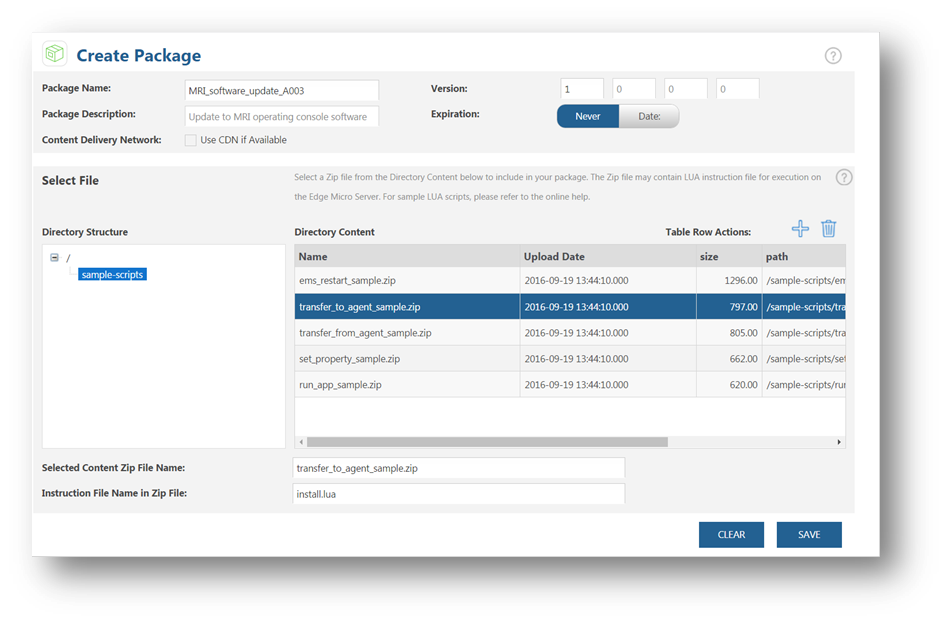 Create Package
?
Package Name: MRI_software_update_A003 Version: 1 0 0 0
Package Description: Update to MRI operating console software Expiration: Never Date:
Content Delivery Network: Use CDN if Available
Select File
Select a Zip file from the Directory Content below to include in your package. The Zip file may contain LUA instruction file for execution on
the Edge Micro Server. For sample LUA scripts, please refer to the online help.
?
Directory Structure Directory Content Table Row Actions:
/
sample-scripts
Name Upload Date size path
ems_restart_sample.zip 2016-09-19 13:44:10.000 1296.00 /sample-scripts/em
transfer_to_agent_sample.zip 2016-09-19 13:44:10.000 797.00 /sample-scripts/tra
transfer_from_agent_sample.zip 2016-09-19 13:44:10.000 805.00 /sample-scripts/tra
set_property_sample.zip 2016-09-19 13:44:10.000 662.00 /sample-scripts/set
run_app_sample.zip 2016-09-19 13:44:10.000 620.00 /sample-scripts/run
Selected Content Zip File Name: transfer_to_agent_sample.zip
Instruction File Name in Zip File: install.lua
CLEAR SAVE